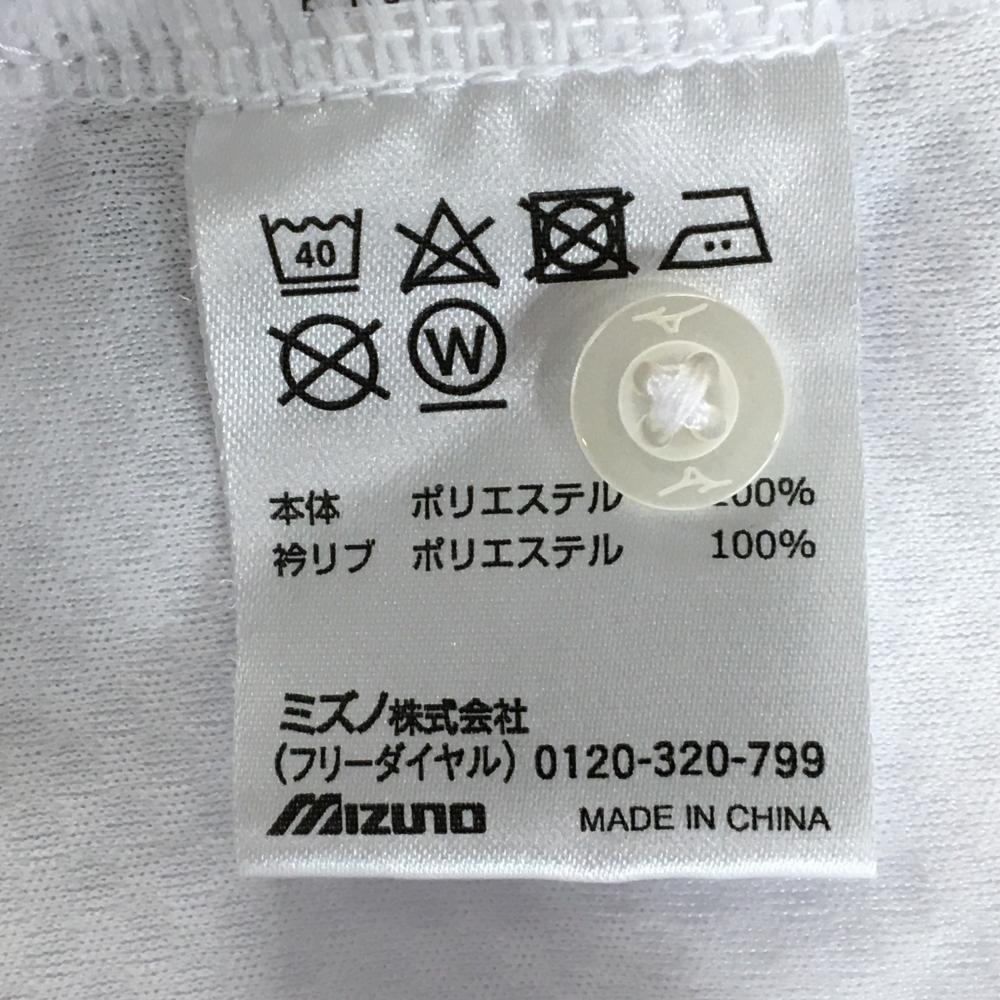 40
W
本体 ポリエステル 00%
衿リブ ポリエステル 100%
ミズノ株式会社
(フリーダイヤル) 0120-320-799
MIZUNO MADE IN CHINA